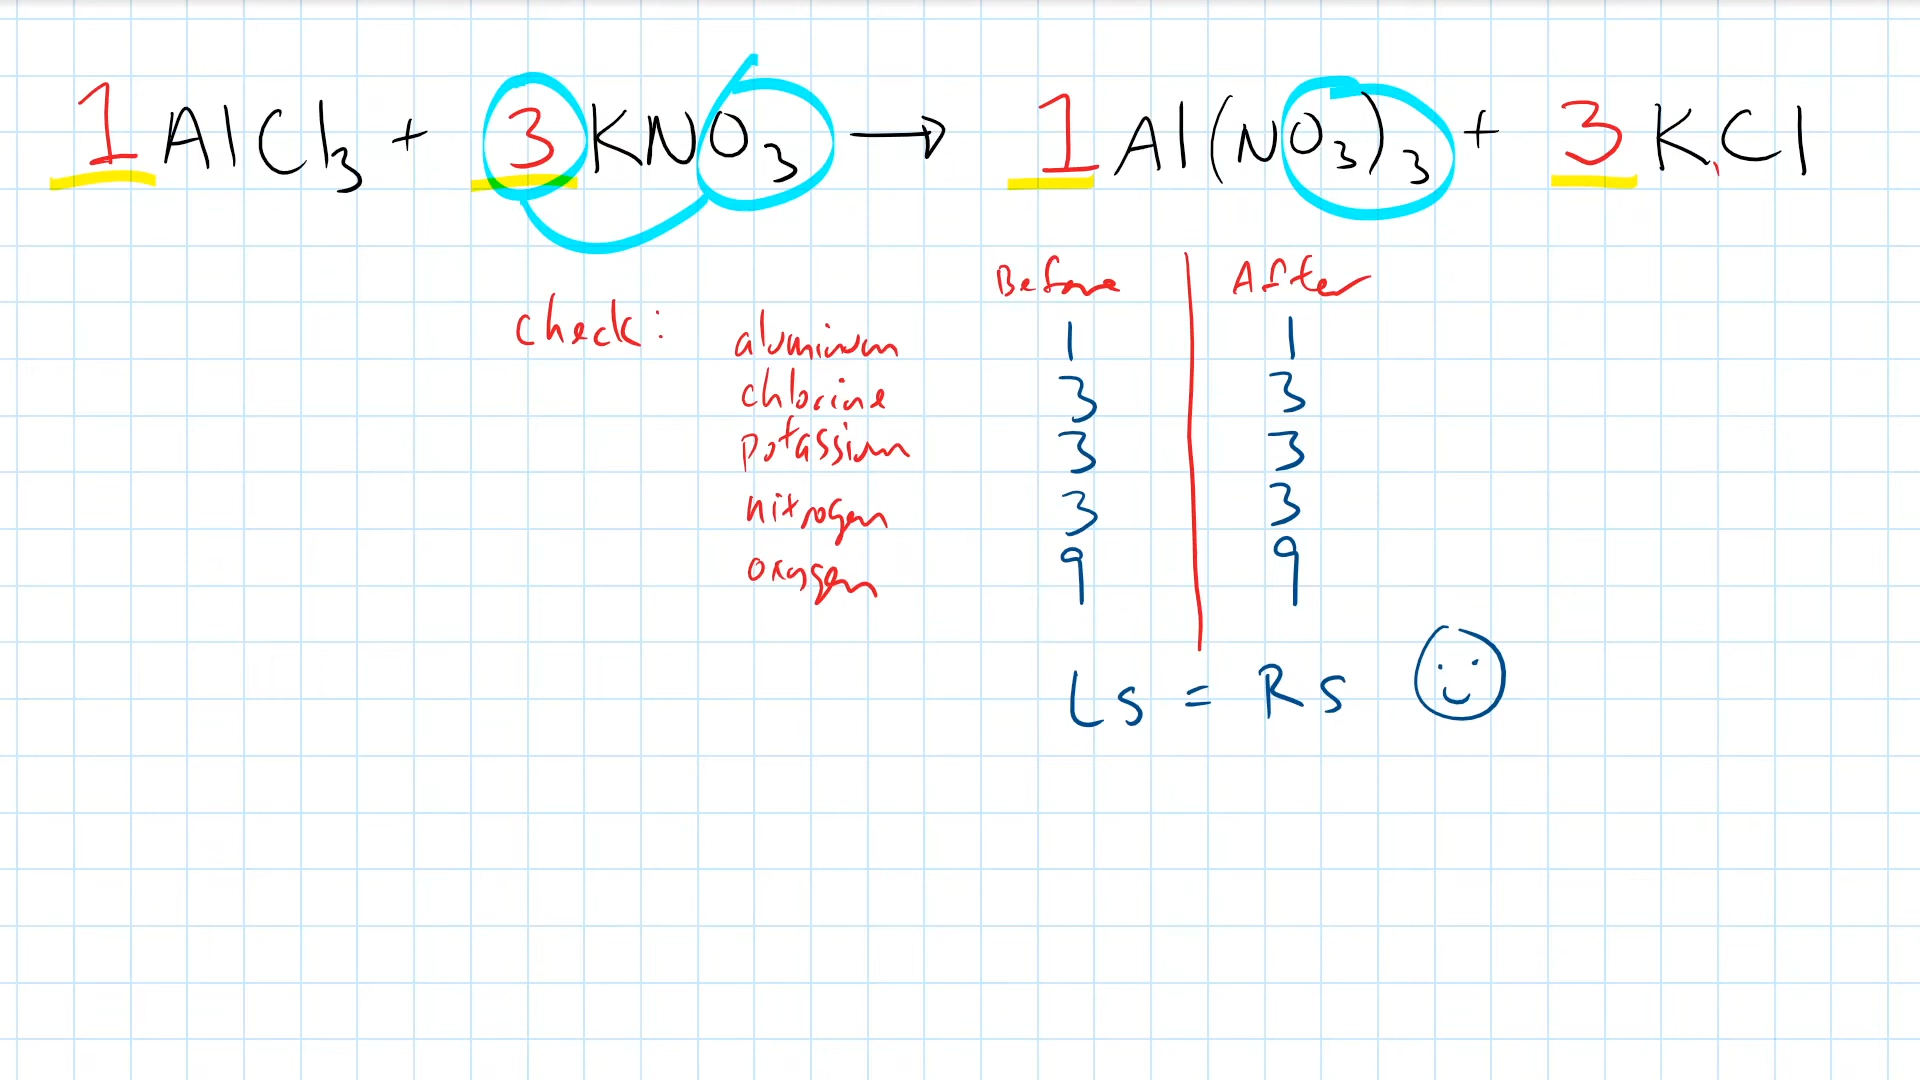 1 AlCl₃ + 3 KNO₃ → 1 Al(NO₃)₃ + 3 KCl
Before After
check: aluminum 1 1
chlorine 3 3
potassium 3 3
nitrogen 3 3
oxygen 9 9
LS = RS